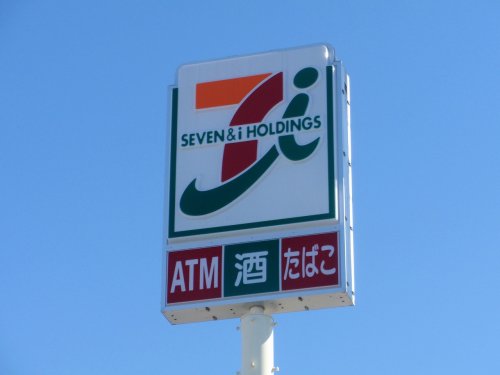 SEVEN & i HOLDINGS
ATM 酒 たばこ